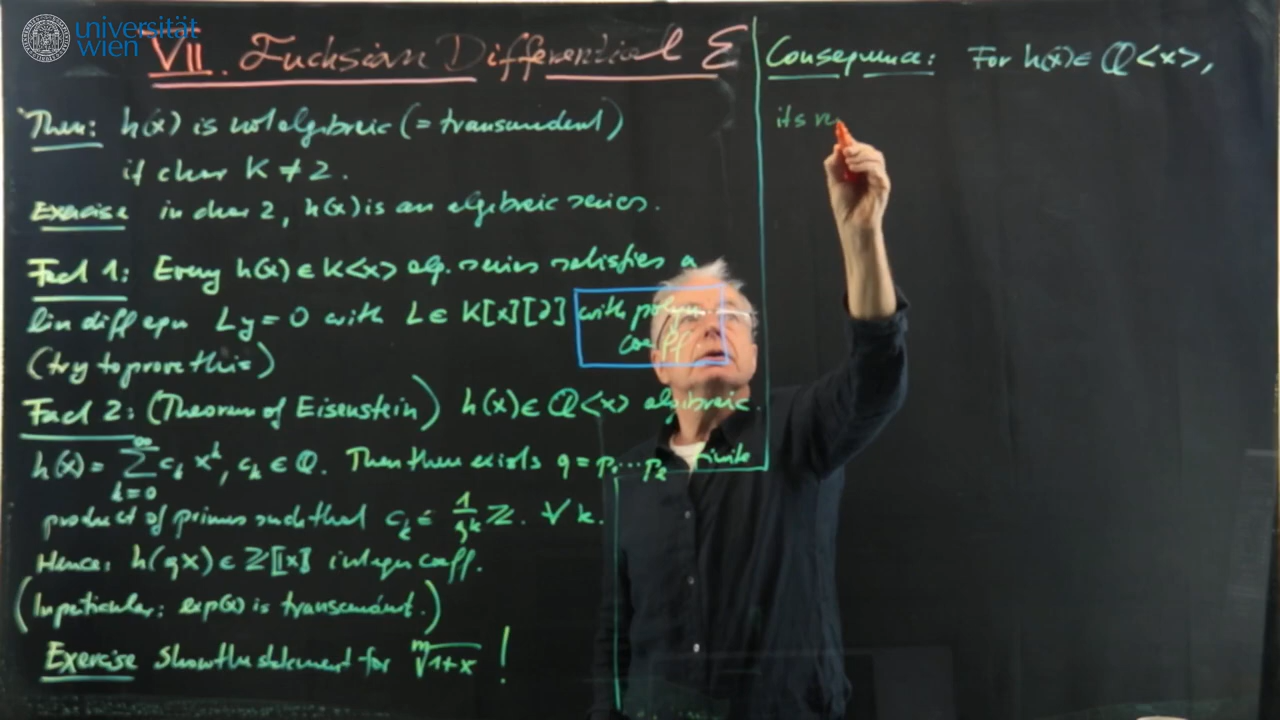 universität
wien
VII. Fuchsian Differential E
Then: h(x) is not algebraic (= transcendent)
if char K ≠ 2.
Exercise in char 2, h(x) is an algebraic series.
Fact 1: Every h(x) ∈ K<x> alg. series satisfies a
lin diff equ Ly = 0 with L ∈ K[x][∂] with polyn
coeff
(try to prove this)
Fact 2: (Theorem of Eisenstein) h(x) ∈ Q<x> algebraic.
h(x) = ∑_{k=0}^∞ c_k x^k, c_k ∈ Q. Then there exists q = p_1 ... p_e finite
product of primes such that c_k ∈ 1/q^k Z. ∀ k.
Hence: h(qx) ∈ Z[[x]] integer coeff.
(In particular: exp(x) is transcendent.)
Exercise Show the statement for ᵐ√1+x !
Consequence: For h(x) ∈ Q<x>,
its r